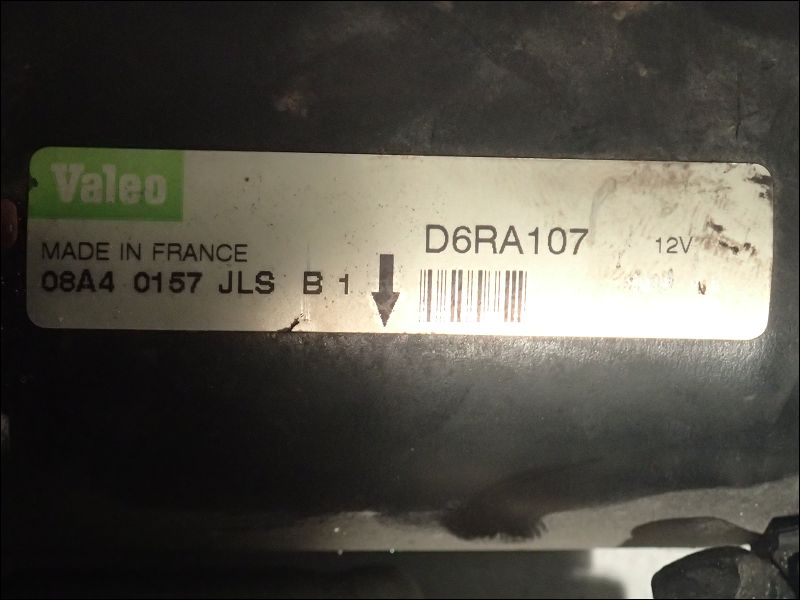 Valeo
D6RA107 12V
MADE IN FRANCE
08A4 0157 JLS B 1